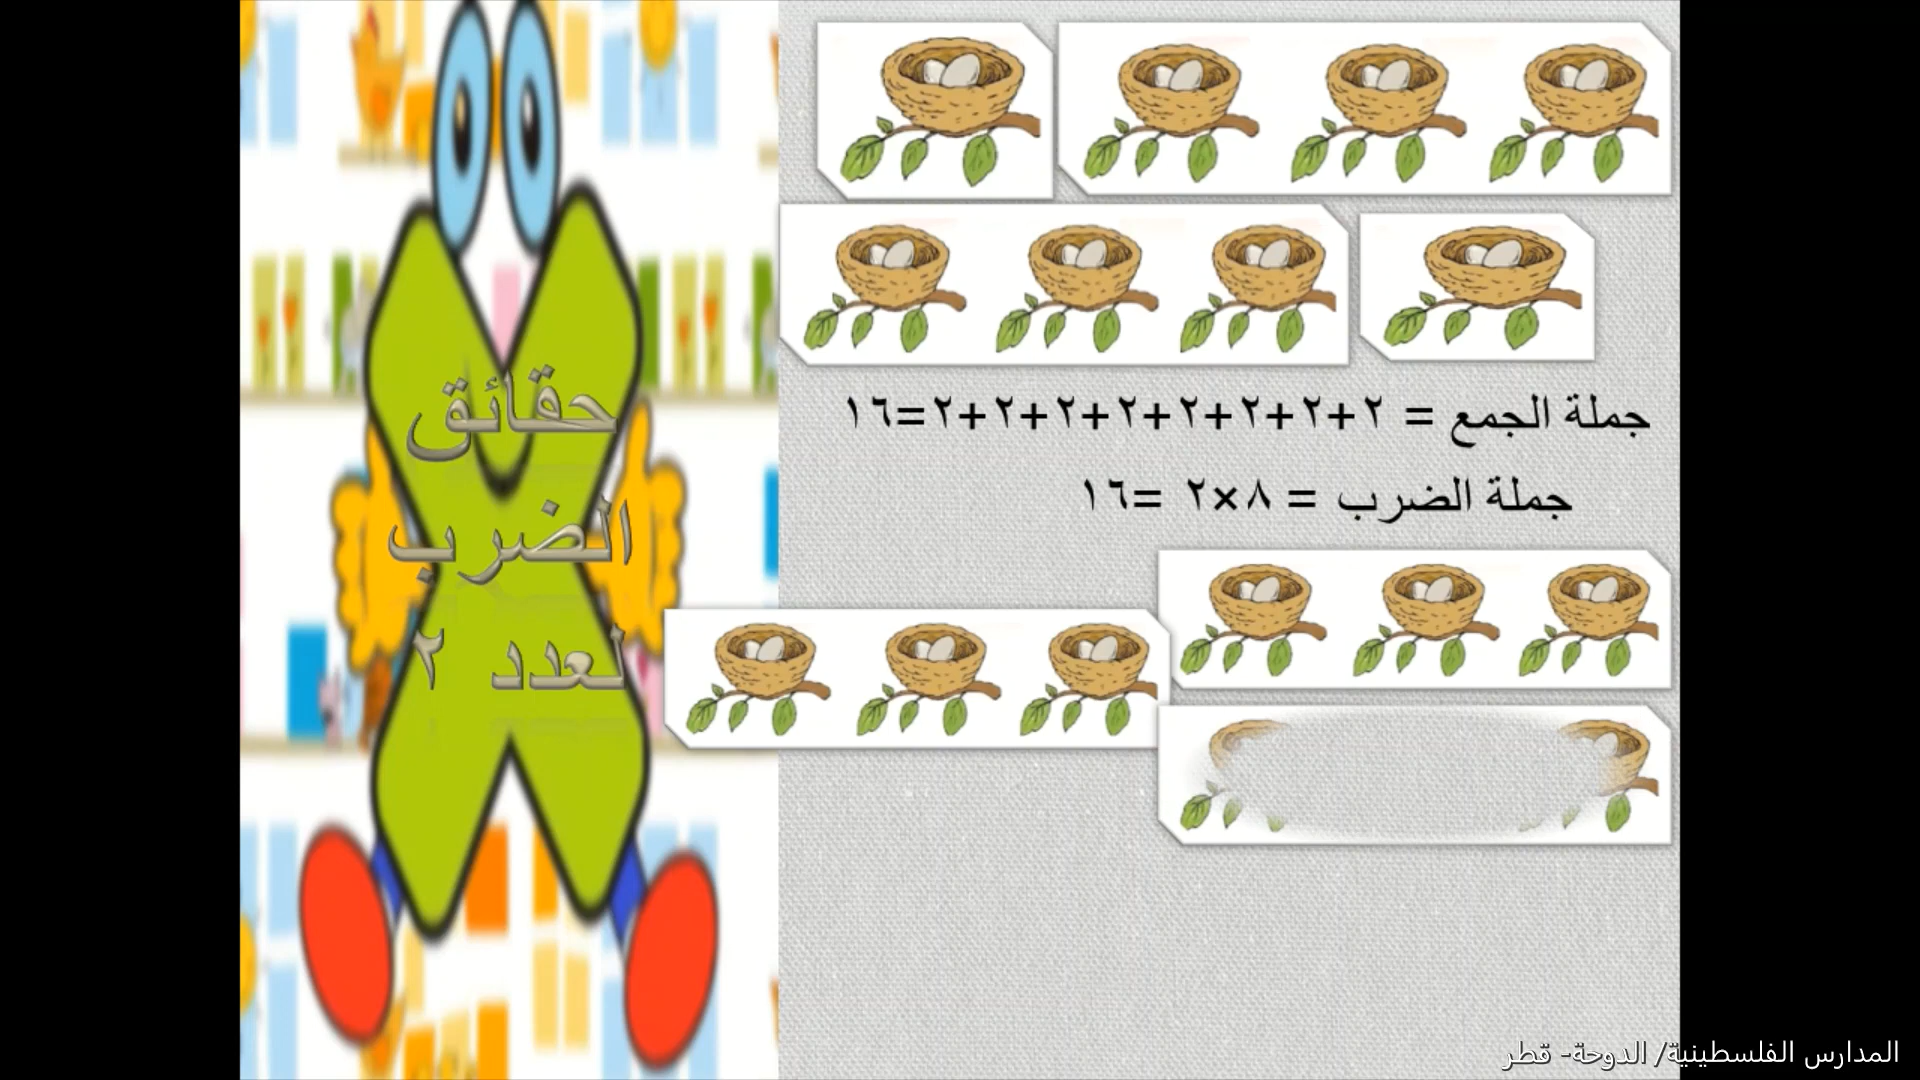 حقائق
الضرب
لعدد ٢
جملة الجمع = ٢+٢+٢+٢+٢+٢+٢+٢=١٦
جملة الضرب = ٨×٢ =١٦
المدارس الفلسطينية/ الدوحة- قطر